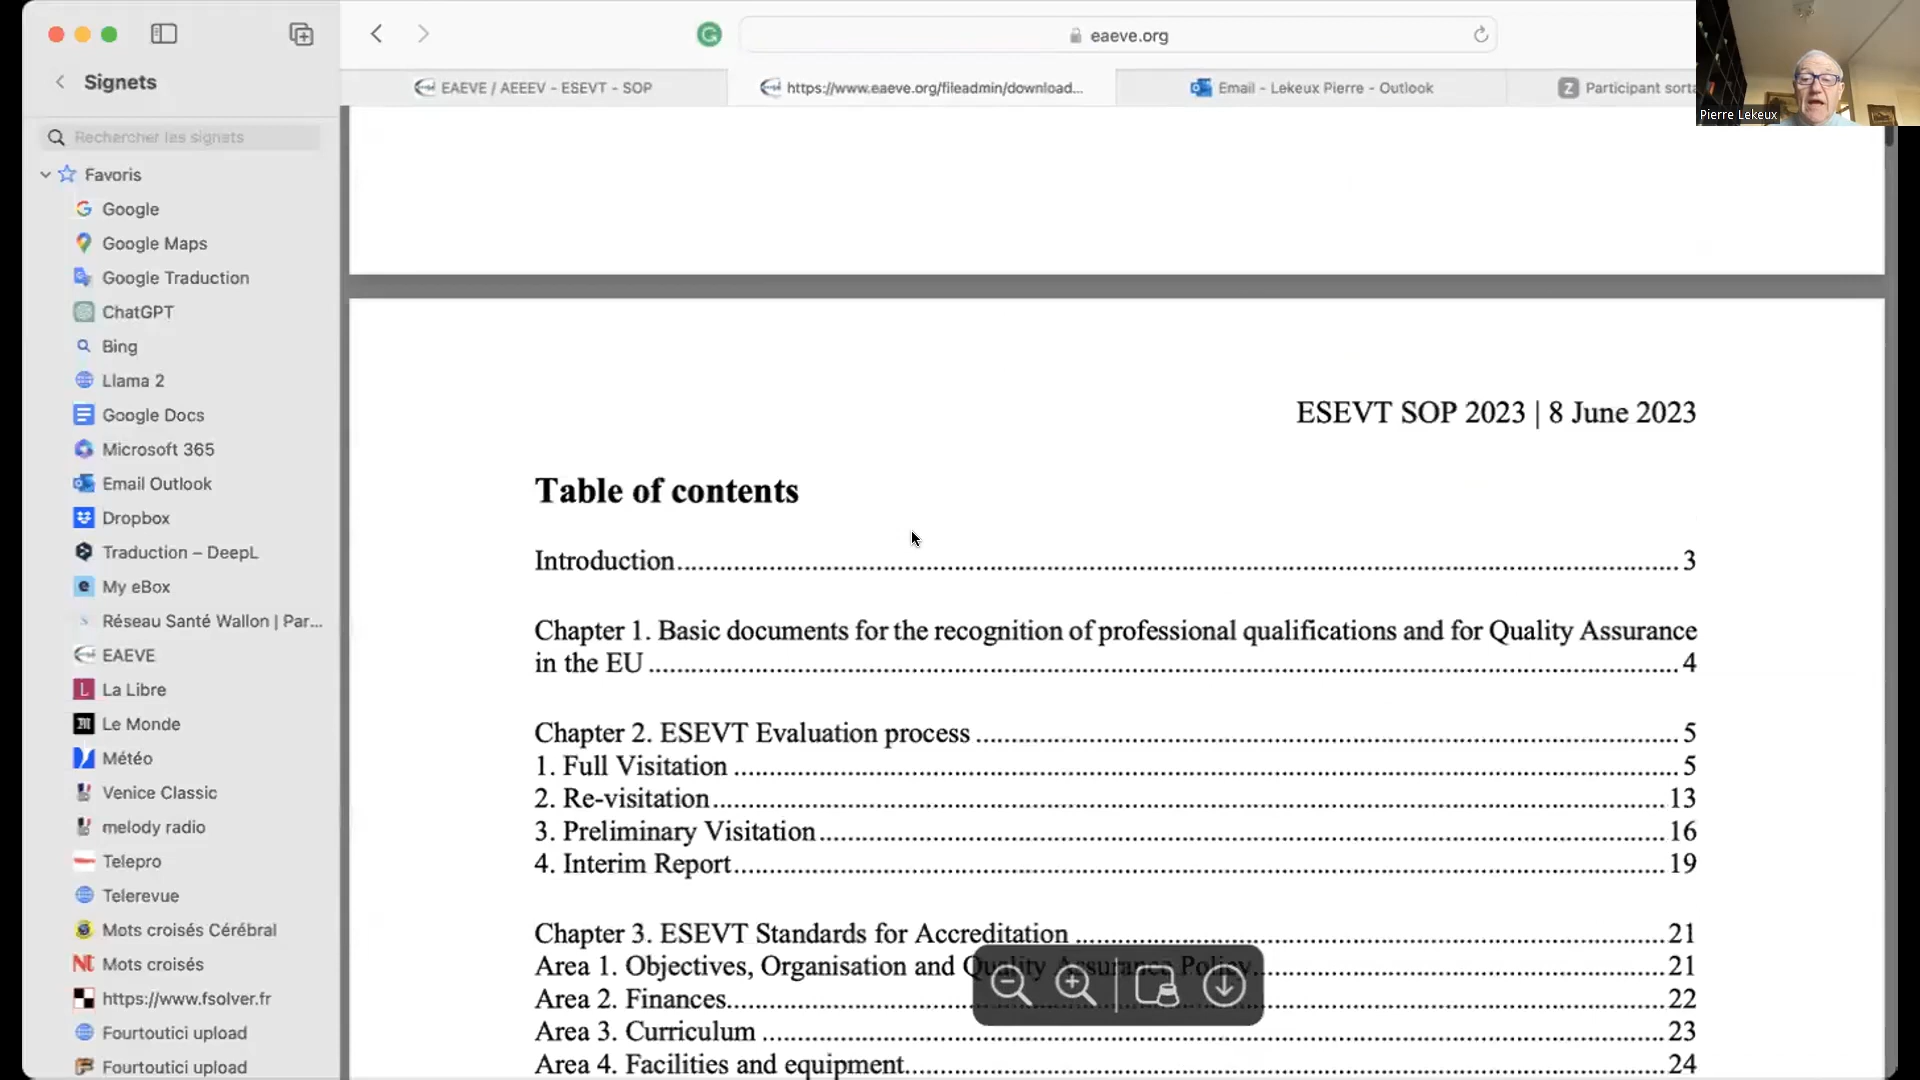 Signets
Rechercher les signets
Favoris
Google
Google Maps
Google Traduction
ChatGPT
Bing
Llama 2
Google Docs
Microsoft 365
Email Outlook
Dropbox
Traduction – DeepL
My eBox
Réseau Santé Wallon | Par...
EAEVE
La Libre
Le Monde
Météo
Venice Classic
melody radio
Telepro
Telerevue
Mots croisés Cérébral
Mots croisés
https://www.fsolver.fr
Fourtoutici upload
Fourtoutici upload
eaeve.org
EAEVE / AEEEV - ESEVT - SOP
https://www.eaeve.org/fileadmin/download...
Email - Lekeux Pierre - Outlook
Participant sorta
Pierre Lekeux
ESEVT SOP 2023 | 8 June 2023
Table of contents
Introduction 3
Chapter 1. Basic documents for the recognition of professional qualifications and for Quality Assurance
in the EU 4
Chapter 2. ESEVT Evaluation process 5
1. Full Visitation 5
2. Re-visitation 13
3. Preliminary Visitation 16
4. Interim Report 19
Chapter 3. ESEVT Standards for Accreditation 21
Area 1. Objectives, Organisation and Quality Assurance Policy 21
Area 2. Finances 22
Area 3. Curriculum 23
Area 4. Facilities and equipment 24